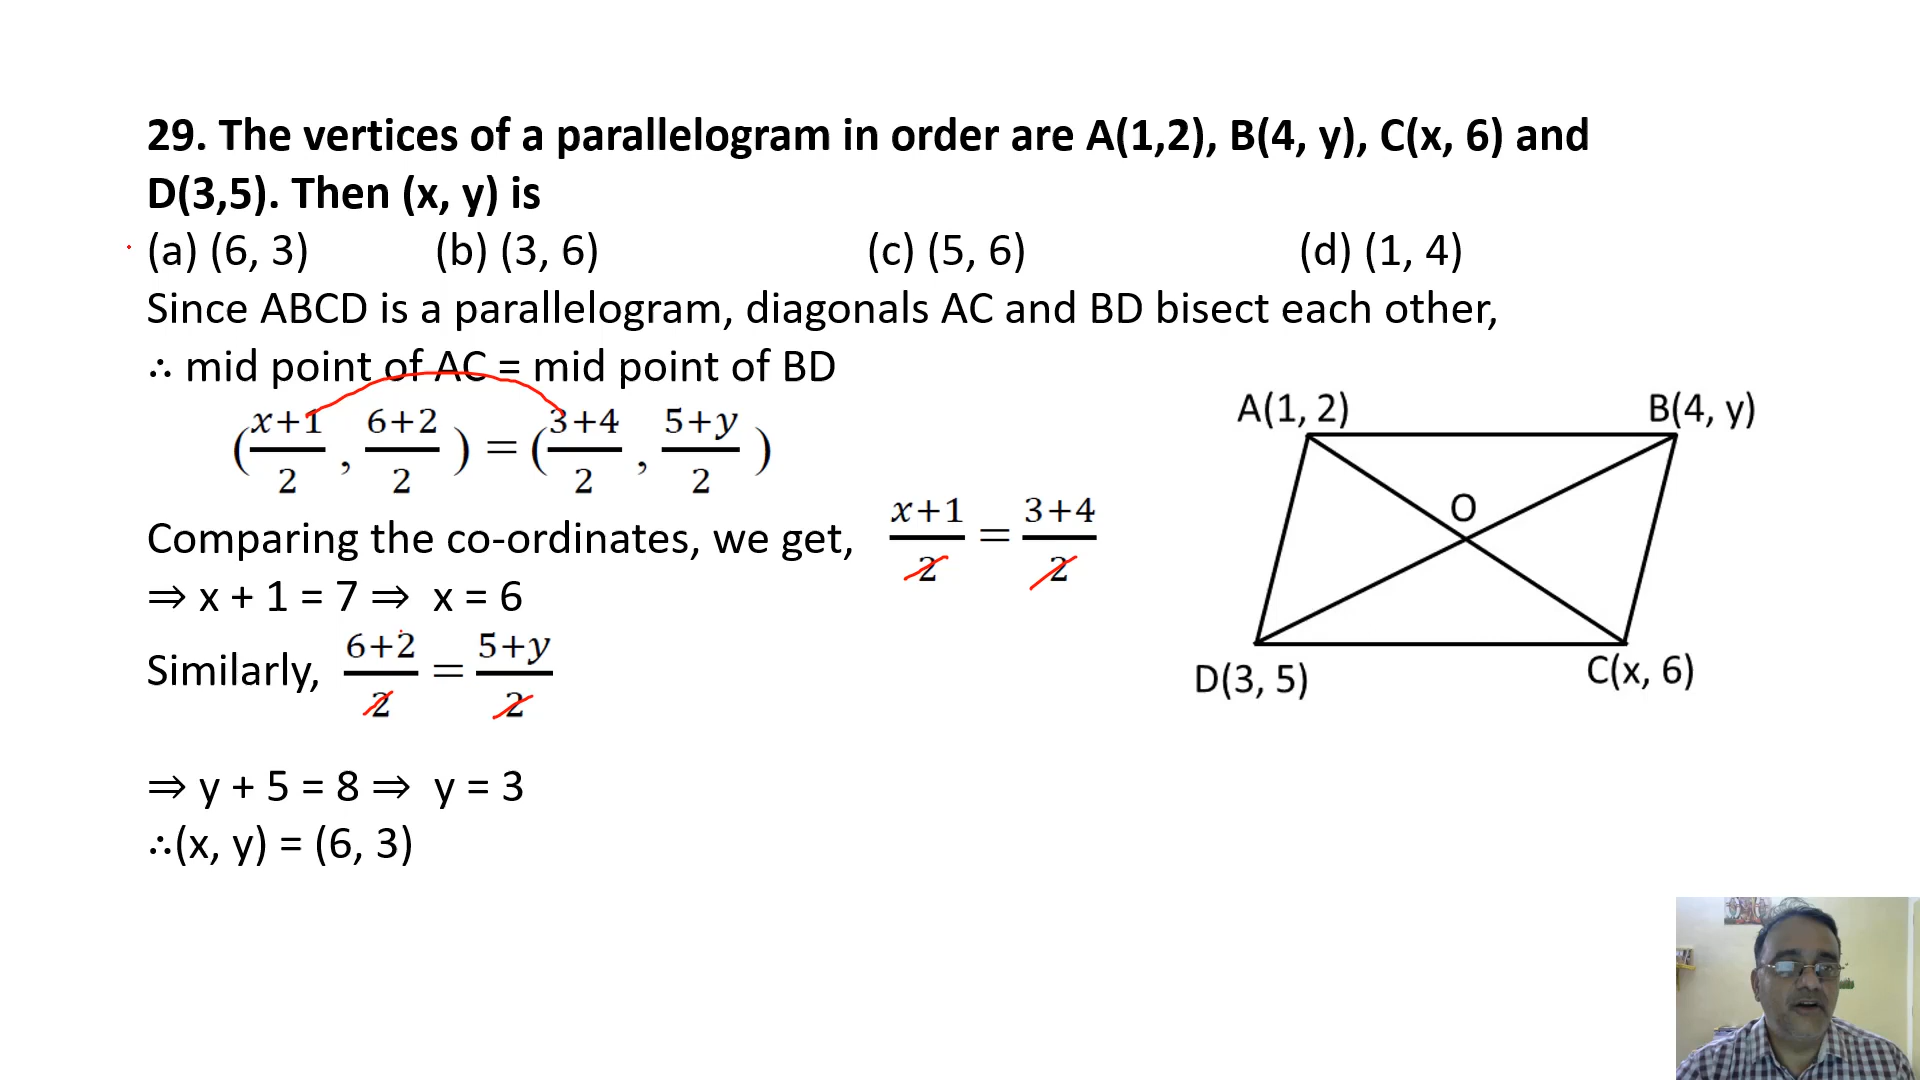 29. The vertices of a parallelogram in order are A(1,2), B(4, y), C(x, 6) and
D(3,5). Then (x, y) is
(a) (6, 3) (b) (3, 6) (c) (5, 6) (d) (1, 4)
Since ABCD is a parallelogram, diagonals AC and BD bisect each other,
∴ mid point of AC = mid point of BD
(x+1/2 , 6+2/2 ) = (3+4/2 , 5+y/2 )
Comparing the co-ordinates, we get, x+1/2 = 3+4/2
⇒ x + 1 = 7 ⇒ x = 6
Similarly, 6+2/2 = 5+y/2
⇒ y + 5 = 8 ⇒ y = 3
∴(x, y) = (6, 3)
A(1, 2) B(4, y)
O
D(3, 5) C(x, 6)